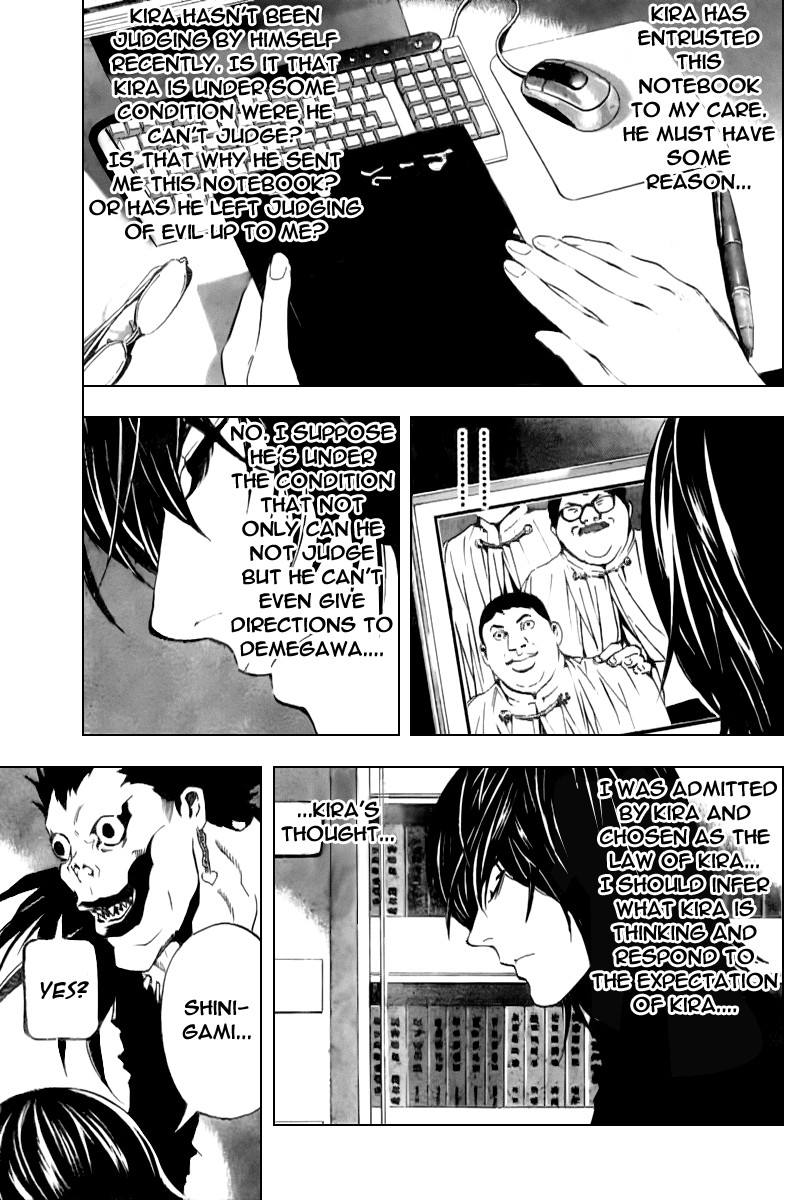 KIRA HAS
ENTRUSTED
THIS
NOTEBOOK
TO MY CARE.
HE MUST HAVE
SOME
REASON...
KIRA HASN'T BEEN
JUDGING BY HIMSELF
RECENTLY. IS IT THAT
KIRA IS UNDER SOME
CONDITION WERE HE
CAN'T JUDGE?
IS THAT WHY HE SENT
ME THIS NOTEBOOK?
OR HAS HE LEFT JUDGING
OF EVIL UP TO ME?
NO. I SUPPOSE
HE'S UNDER
THE CONDITION
THAT NOT
ONLY CAN HE
NOT JUDGE
BUT HE CAN'T
EVEN GIVE
DIRECTIONS TO
DEMEGAWA....
I WAS ADMITTED
BY KIRA AND
CHOSEN AS THE
LAW OF KIRA...
I SHOULD INFER
WHAT KIRA IS
THINKING AND
RESPOND TO
THE EXPECTATION
OF KIRA....
...KIRA'S
THOUGHT...
SHINI-
GAMI...
YES?